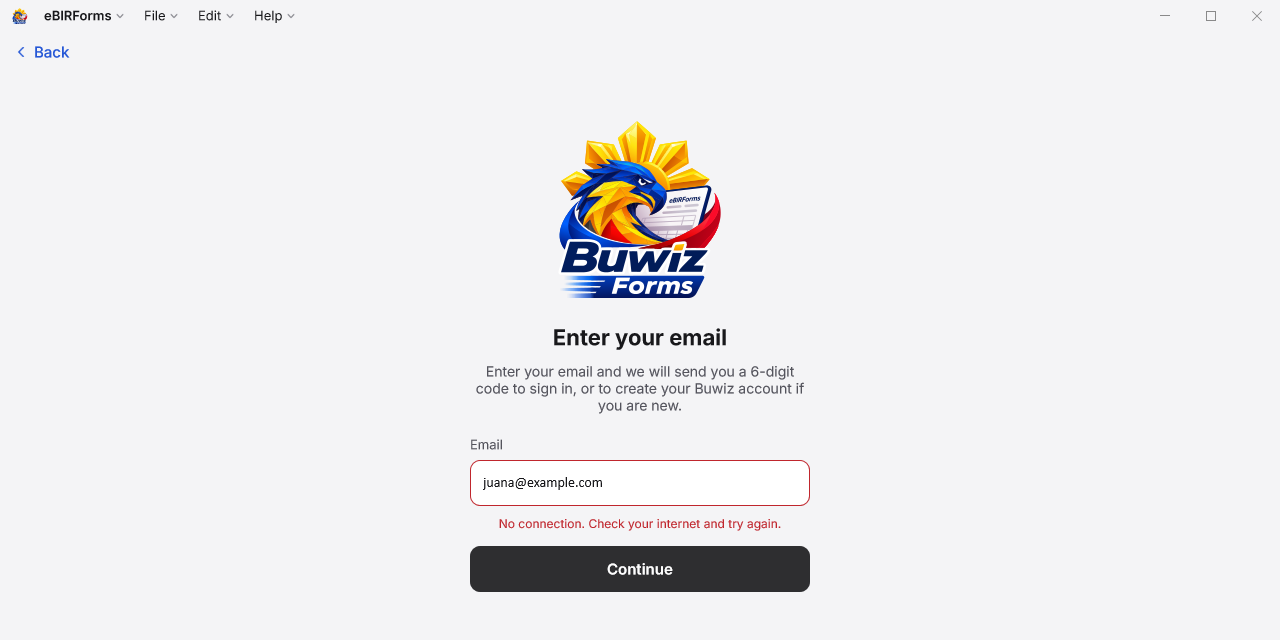 eBIRForms File Edit Help
Back
eBIRForms
Buwiz
Forms
Enter your email
Enter your email and we will send you a 6-digit
code to sign in, or to create your Buwiz account if
you are new.
Email
juana@example.com
No connection. Check your internet and try again.
Continue